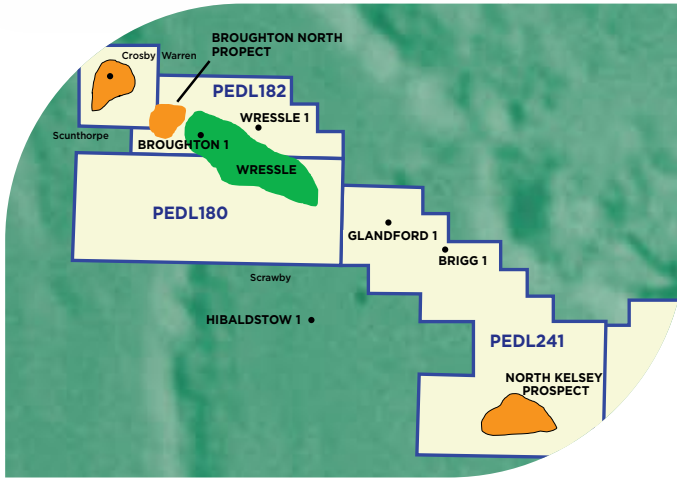 BROUGHTON NORTH
PROPECT
Crosby Warren
PEDL182
WRESSLE 1
Scunthorpe
BROUGHTON 1
WRESSLE
PEDL180
GLANDFORD 1
BRIGG 1
Scrawby
HIBALDSTOW 1
PEDL241
NORTH KELSEY
PROSPECT